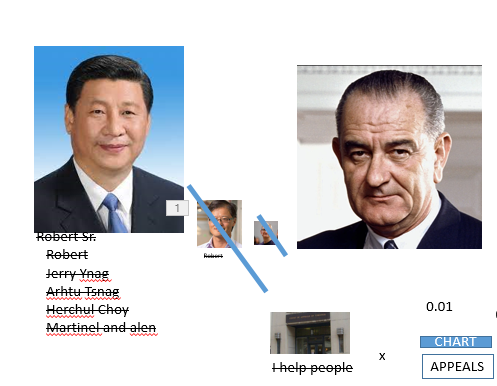 1
Robert Sr.
Robert
Robert
Jerry Ynag
Arhtu Tsnag
Herchul Choy
Martinel and alen
I help people
x
0.01
CHART
APPEALS